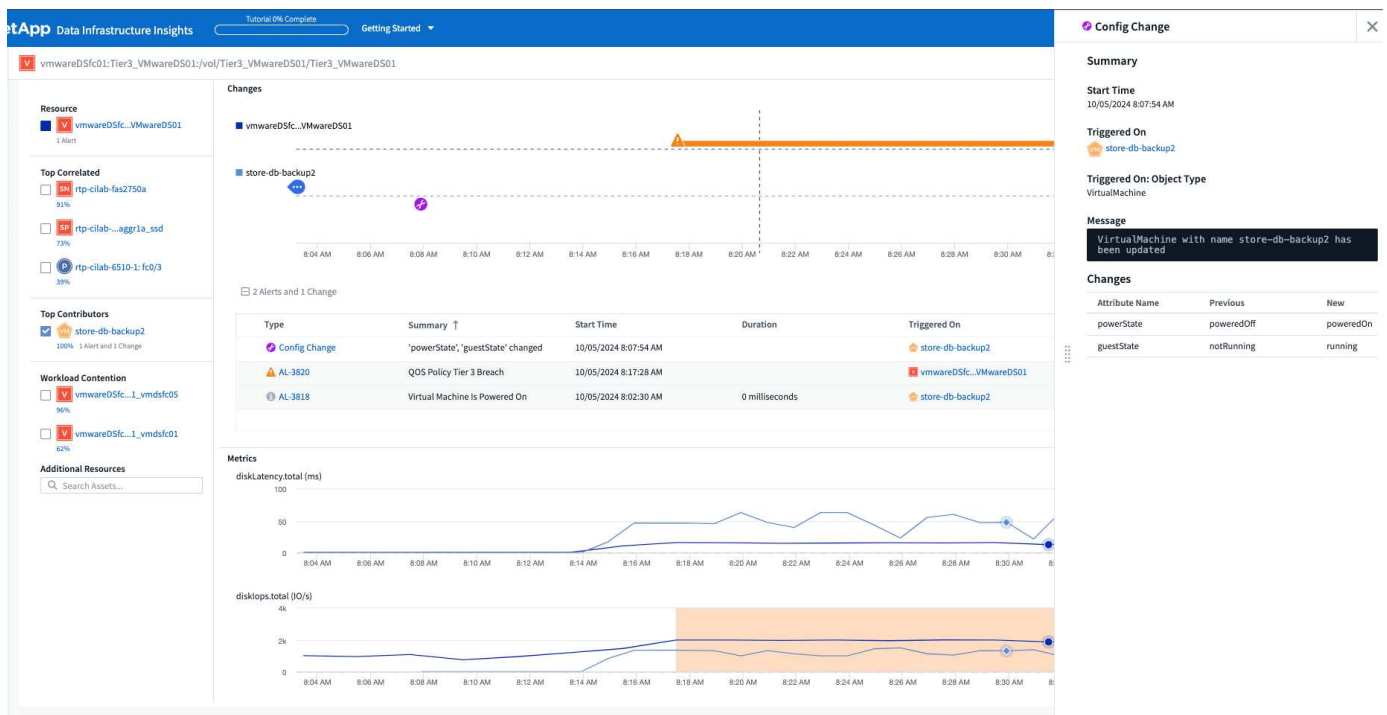 tApp Data Infrastructure Insights
Tutorial 0% Complete
Getting Started
V vmwareDSfc01:Tier3_VMwareDS01:/vol/Tier3_VMwareDS01/Tier3_VMwareDS01
Resource
V vmwareDSfc...VMwareDS01
1 Alert
Top Correlated
SN rtp-cilab-fas2750a
91%
SP rtp-cilab-...aggr1a_ssd
73%
P rtp-cilab-6510-1: fc0/3
39%
Top Contributors
VM store-db-backup2
100% 1 Alert and 1 Change
Workload Contention
V vmwareDSfc...1_vmdsfc05
96%
V vmwareDSfc...1_vmdsfc01
62%
Additional Resources
Search Assets...
Changes
vmwareDSfc...VMwareDS01
store-db-backup2
8:04 AM 8:06 AM 8:08 AM 8:10 AM 8:12 AM 8:14 AM 8:16 AM 8:18 AM 8:20 AM 8:22 AM 8:24 AM 8:26 AM 8:28 AM 8:30 AM 8:
2 Alerts and 1 Change
Type Summary ↑ Start Time Duration Triggered On
Config Change 'powerState', 'guestState' changed 10/05/2024 8:07:54 AM store-db-backup2
AL-3820 QOS Policy Tier 3 Breach 10/05/2024 8:17:28 AM vmwareDSfc...VMwareDS01
AL-3818 Virtual Machine Is Powered On 10/05/2024 8:02:30 AM 0 milliseconds store-db-backup2
Metrics
diskLatency.total (ms)
100
50
0
8:04 AM 8:06 AM 8:08 AM 8:10 AM 8:12 AM 8:14 AM 8:16 AM 8:18 AM 8:20 AM 8:22 AM 8:24 AM 8:26 AM 8:28 AM 8:30 AM 8:
diskIops.total (IO/s)
4k
2k
0
8:04 AM 8:06 AM 8:08 AM 8:10 AM 8:12 AM 8:14 AM 8:16 AM 8:18 AM 8:20 AM 8:22 AM 8:24 AM 8:26 AM 8:28 AM 8:30 AM 8:
Config Change
Summary
Start Time
10/05/2024 8:07:54 AM
Triggered On
VM store-db-backup2
Triggered On: Object Type
VirtualMachine
Message
VirtualMachine with name store-db-backup2 has
been updated
Changes
Attribute Name Previous New
powerState poweredOff poweredOn
guestState notRunning running